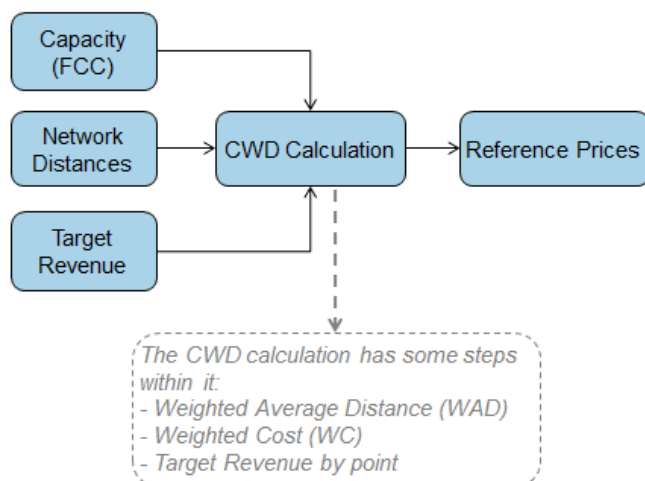 Capacity
(FCC)
Network
Distances
CWD Calculation
Reference Prices
Target
Revenue
The CWD calculation has some steps
within it:
- Weighted Average Distance (WAD)
- Weighted Cost (WC)
- Target Revenue by point